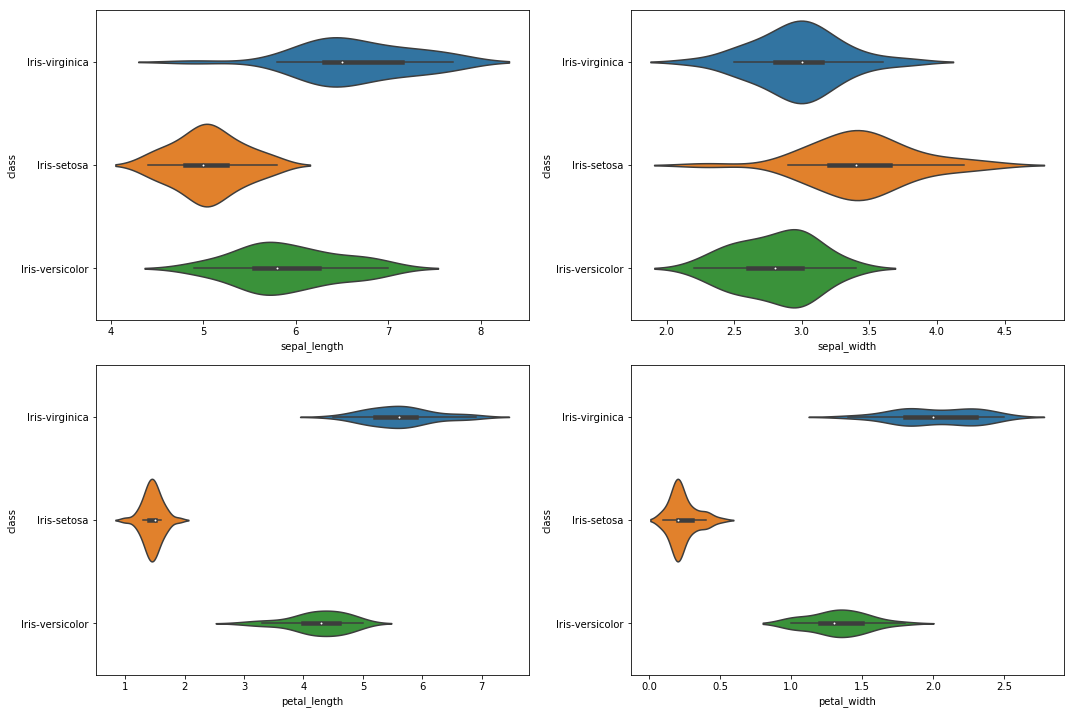 Iris-virginica
Iris-setosa
Iris-versicolor
class
4 5 6 7 8
sepal_length
Iris-virginica
Iris-setosa
Iris-versicolor
class
2.0 2.5 3.0 3.5 4.0 4.5
sepal_width
Iris-virginica
Iris-setosa
Iris-versicolor
class
1 2 3 4 5 6 7
petal_length
Iris-virginica
Iris-setosa
Iris-versicolor
class
0.0 0.5 1.0 1.5 2.0 2.5
petal_width